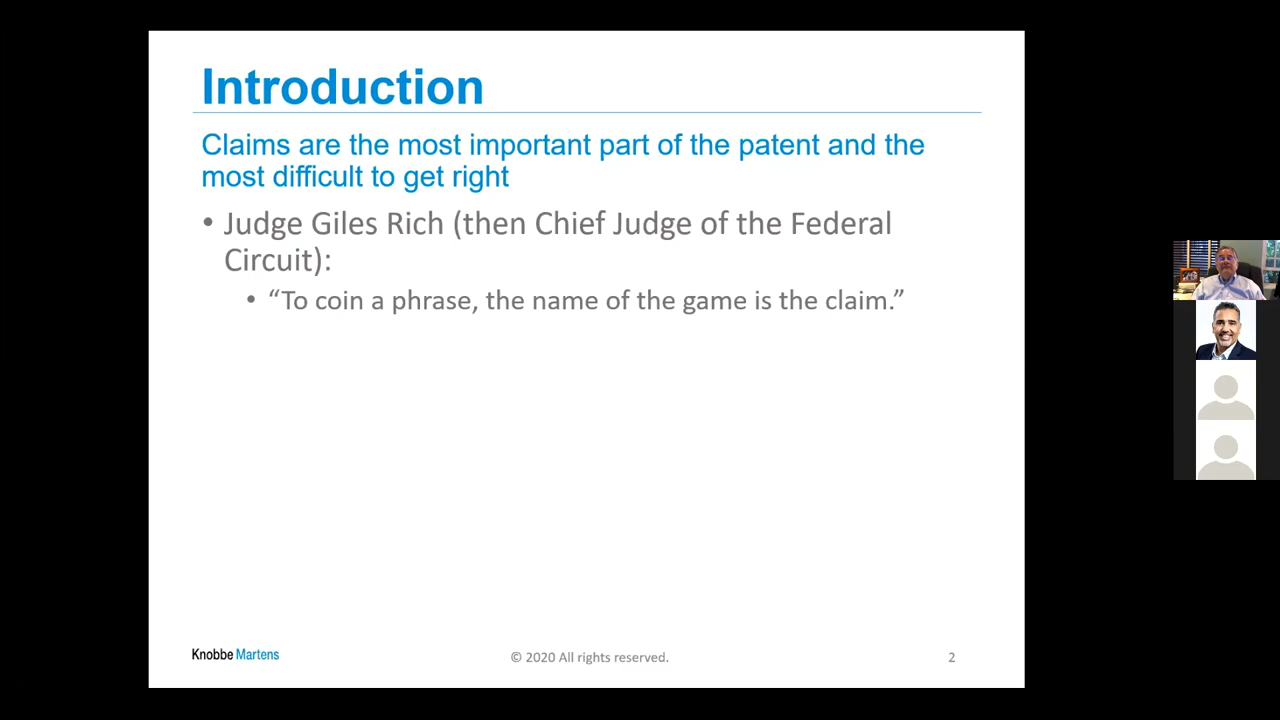 Introduction
Claims are the most important part of the patent and the
most difficult to get right
• Judge Giles Rich (then Chief Judge of the Federal
Circuit):
• “To coin a phrase, the name of the game is the claim.”
Knobbe Martens
© 2020 All rights reserved.
2